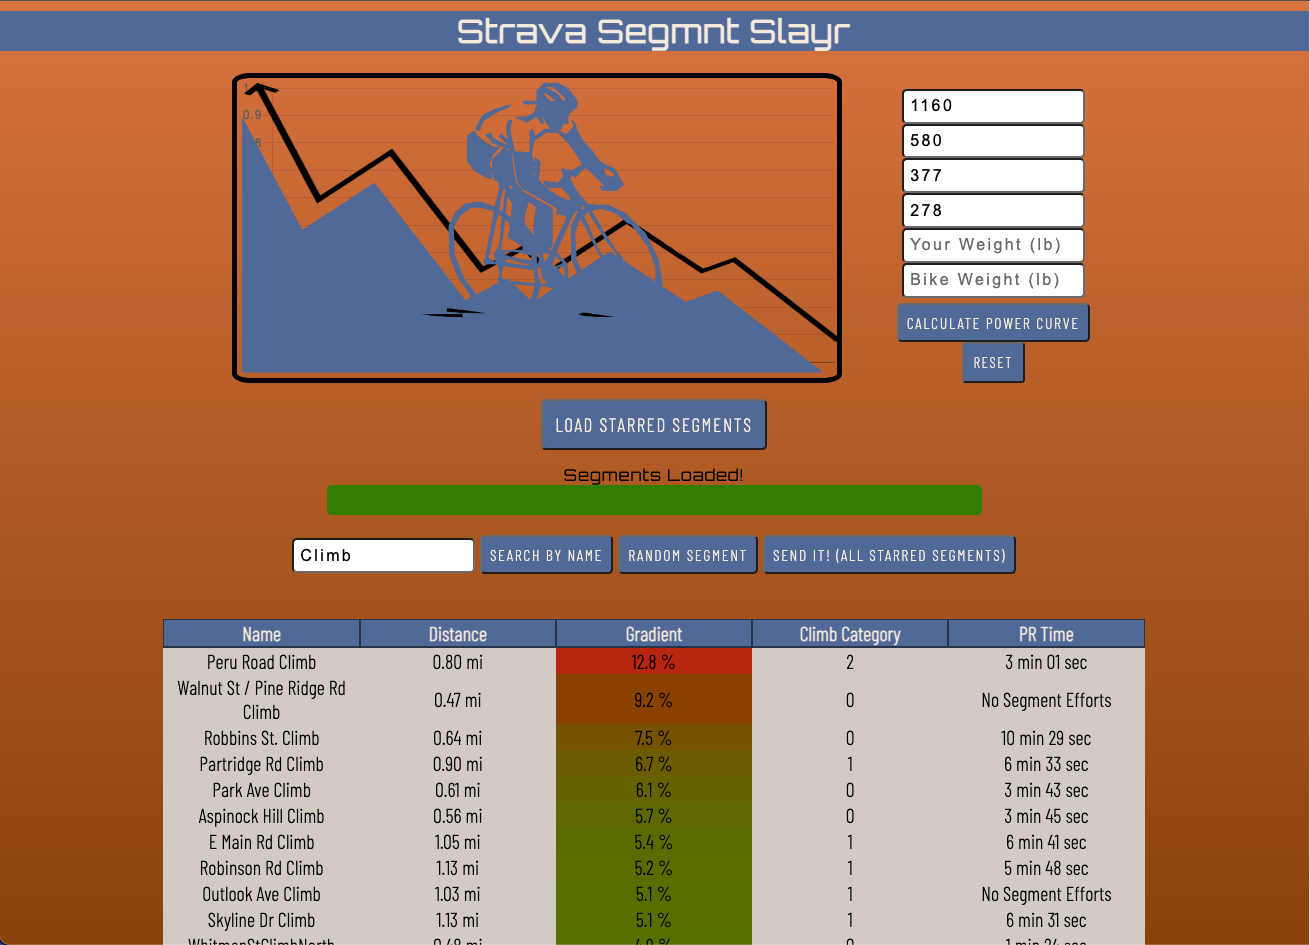 Strava Segmnt Slayr
0.9
1160
580
377
278
Your Weight (lb)
Bike Weight (lb)
CALCULATE POWER CURVE
RESET
LOAD STARRED SEGMENTS
Segments Loaded!
Climb SEARCH BY NAME RANDOM SEGMENT SEND IT! (ALL STARRED SEGMENTS)
Name Distance Gradient Climb Category PR Time
Peru Road Climb 0.80 mi 12.8 % 2 3 min 01 sec
Walnut St / Pine Ridge Rd
Climb 0.47 mi 9.2 % 0 No Segment Efforts
Robbins St. Climb 0.64 mi 7.5 % 0 10 min 29 sec
Partridge Rd Climb 0.90 mi 6.7 % 1 6 min 33 sec
Park Ave Climb 0.61 mi 6.1 % 0 3 min 43 sec
Aspinock Hill Climb 0.56 mi 5.7 % 0 3 min 45 sec
E Main Rd Climb 1.05 mi 5.4 % 1 6 min 41 sec
Robinson Rd Climb 1.13 mi 5.2 % 1 5 min 48 sec
Outlook Ave Climb 1.03 mi 5.1 % 1 No Segment Efforts
Skyline Dr Climb 1.13 mi 5.1 % 1 6 min 31 sec
WhitmanStClimbNorth